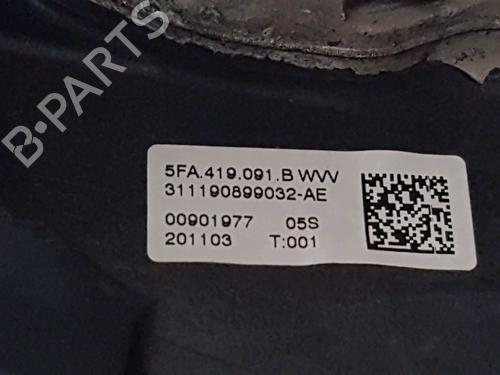 B-PARTS
5FA.419.091.B WVV
311190899032-AE
00901977 05S
201103 T:001